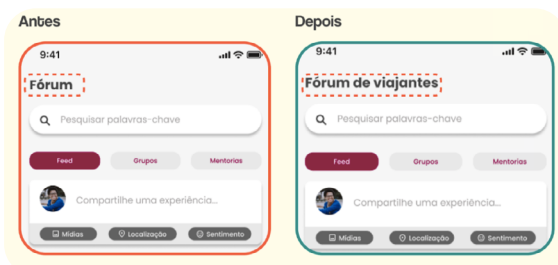 Antes
9:41
Fórum
Pesquisar palavras-chave
Feed Grupos Mentorias
Compartilhe uma experiência...
Mídias Localização Sentimento
Depois
9:41
Fórum de viajantes
Pesquisar palavras-chave
Feed Grupos Mentorias
Compartilhe uma experiência...
Mídias Localização Sentimento